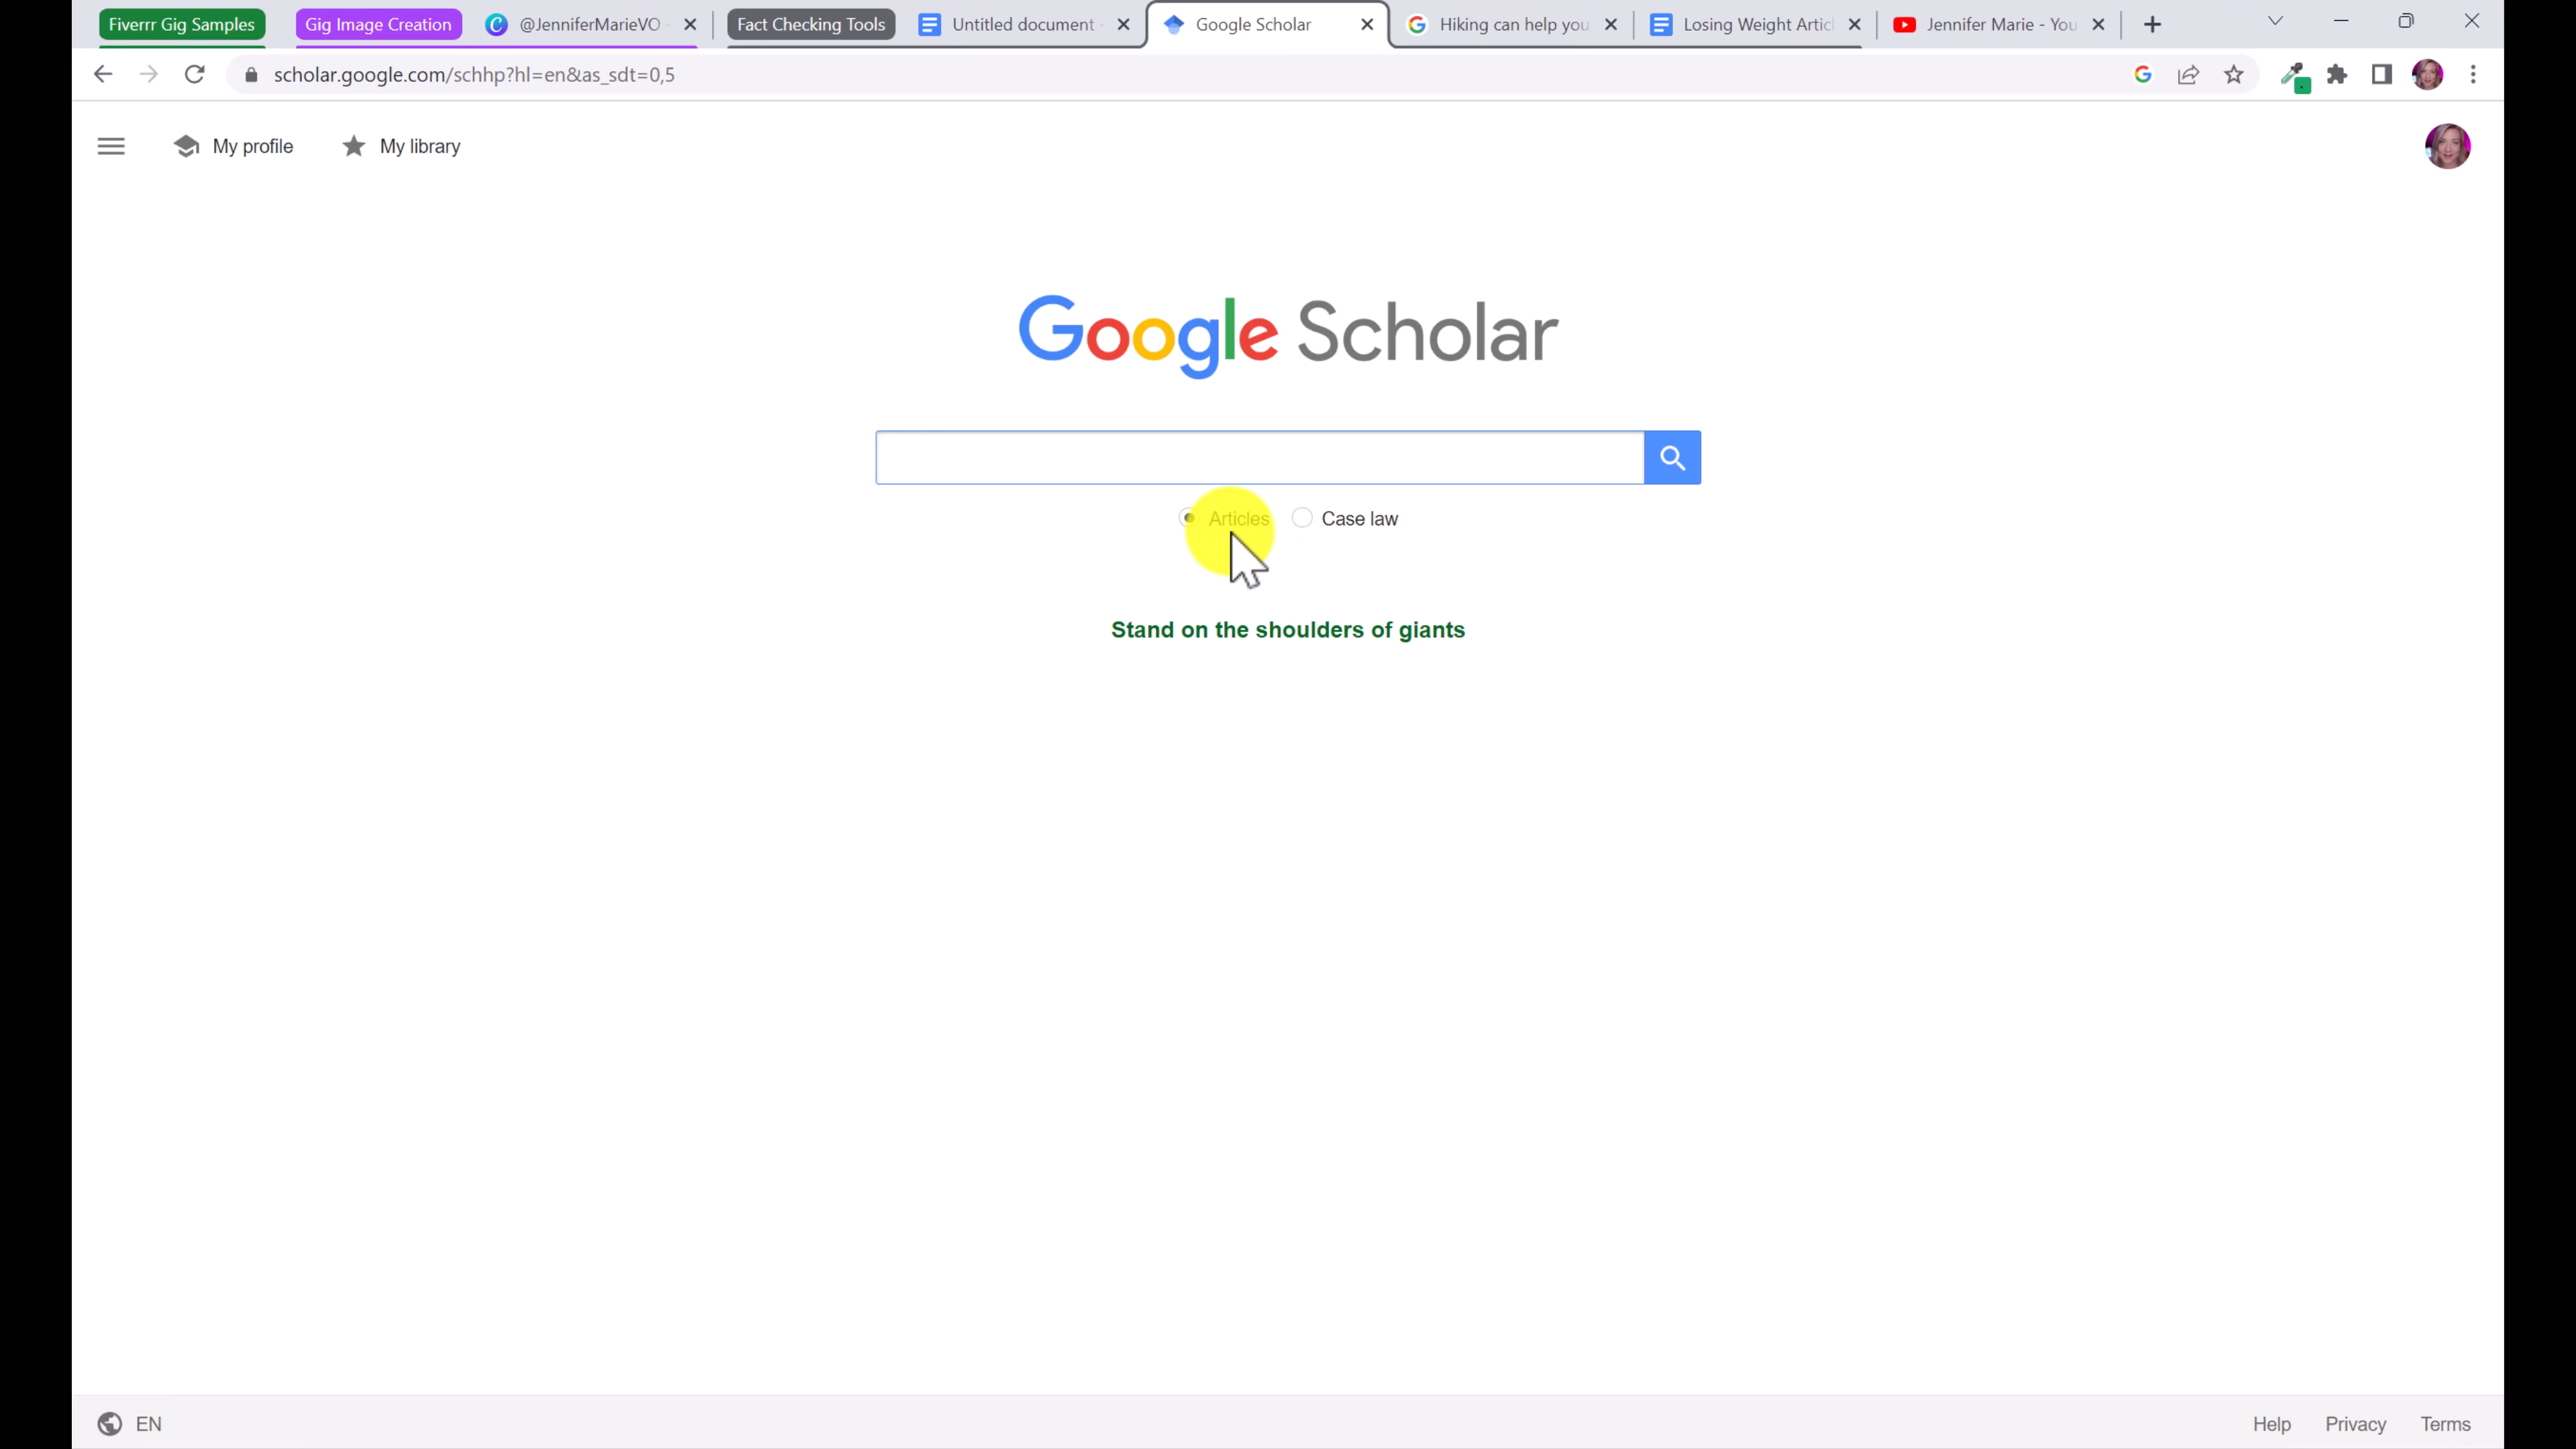 Fiverrr Gig Samples
Gig Image Creation
@JenniferMarieVO
Fact Checking Tools
Untitled document -
Google Scholar
Hiking can help you
Losing Weight Articl
Jennifer Marie - You
scholar.google.com/schhp?hl=en&as_sdt=0,5
My profile
My library
Google Scholar
Articles
Case law
Stand on the shoulders of giants
EN
Help
Privacy
Terms